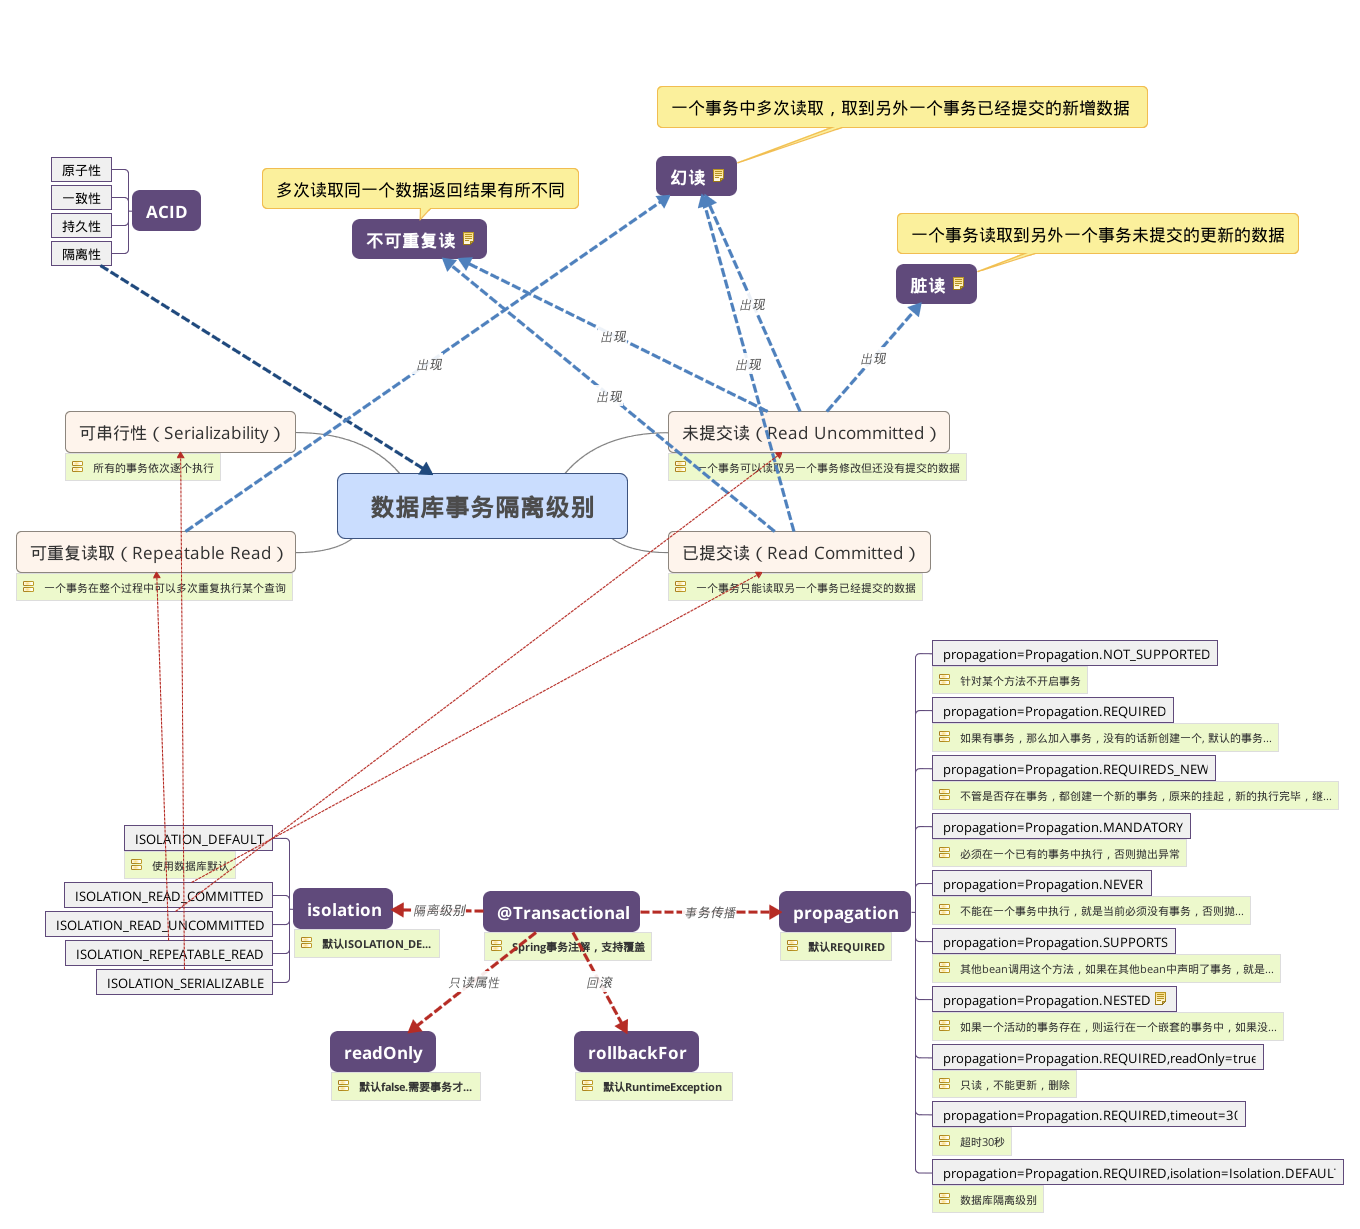 一个事务中多次读取，取到另外一个事务已经提交的新增数据
幻读
原子性
一致性
持久性
隔离性
ACID
多次读取同一个数据返回结果有所不同
不可重复读
一个事务读取到另外一个事务未提交的更新的数据
脏读
出现
出现
出现
出现
出现
出现
可串行性（Serializability）
所有的事务依次逐个执行
未提交读（Read Uncommitted）
一个事务可以读取另一个事务修改但还没有提交的数据
数据库事务隔离级别
可重复读取（Repeatable Read）
一个事务在整个过程中可以多次重复执行某个查询
已提交读（Read Committed）
一个事务只能读取另一个事务已经提交的数据
propagation=Propagation.NOT_SUPPORTED
针对某个方法不开启事务
propagation=Propagation.REQUIRED
如果有事务，那么加入事务，没有的话新创建一个, 默认的事务...
propagation=Propagation.REQUIREDS_NEW
不管是否存在事务，都创建一个新的事务，原来的挂起，新的执行完毕，继...
propagation=Propagation.MANDATORY
必须在一个已有的事务中执行，否则抛出异常
propagation=Propagation.NEVER
不能在一个事务中执行，就是当前必须没有事务，否则抛...
propagation=Propagation.SUPPORTS
其他bean调用这个方法，如果在其他bean中声明了事务，就是...
propagation=Propagation.NESTED
如果一个活动的事务存在，则运行在一个嵌套的事务中，如果没...
propagation=Propagation.REQUIRED,readOnly=true
只读，不能更新，删除
propagation=Propagation.REQUIRED,timeout=30
超时30秒
propagation=Propagation.REQUIRED,isolation=Isolation.DEFAULT
数据库隔离级别
ISOLATION_DEFAULT
使用数据库默认
ISOLATION_READ_COMMITTED
ISOLATION_READ_UNCOMMITTED
ISOLATION_REPEATABLE_READ
ISOLATION_SERIALIZABLE
isolation
默认ISOLATION_DE...
隔离级别
@Transactional
Spring事务注解，支持覆盖
事务传播
propagation
默认REQUIRED
只读属性
回滚
readOnly
默认false.需要事务才...
rollbackFor
默认RuntimeException